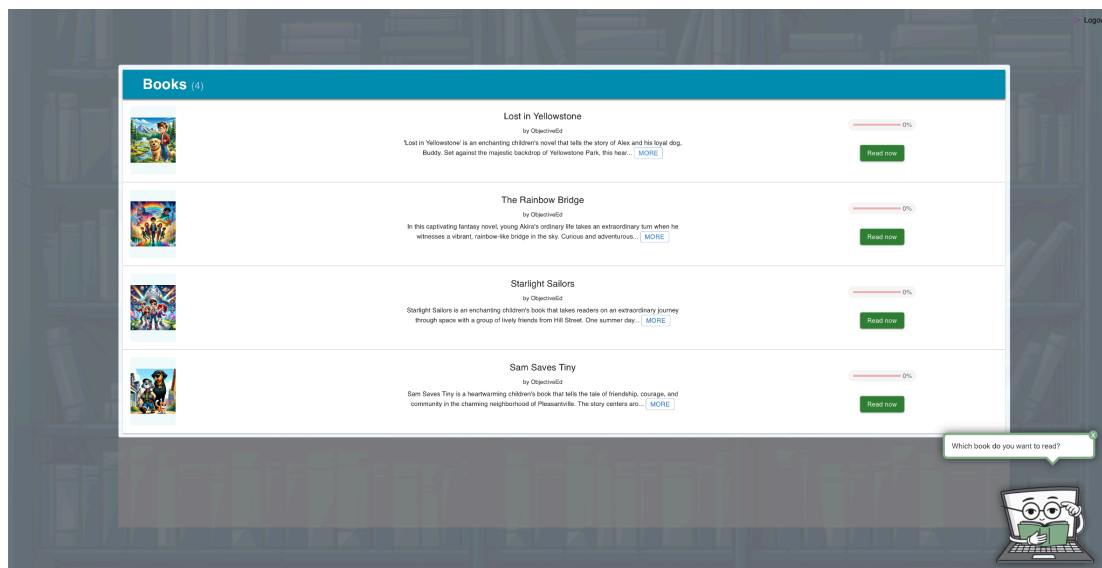 Logou
Books (4)
Lost in Yellowstone
by ObjectiveEd
'Lost in Yellowstone' is an enchanting children's novel that tells the story of Alex and his loyal dog,
Buddy. Set against the majestic backdrop of Yellowstone Park, this hear... MORE
0%
Read now
The Rainbow Bridge
by ObjectiveEd
In this captivating fantasy novel, young Akira's ordinary life takes an extraordinary turn when he
witnesses a vibrant, rainbow-like bridge in the sky. Curious and adventurous... MORE
0%
Read now
Starlight Sailors
by ObjectiveEd
Starlight Sailors is an enchanting children's book that takes readers on an extraordinary journey
through space with a group of lively friends from Hill Street. One summer day... MORE
0%
Read now
Sam Saves Tiny
by ObjectiveEd
Sam Saves Tiny is a heartwarming children's book that tells the tale of friendship, courage, and
community in the charming neighborhood of Pleasantville. The story centers aro... MORE
0%
Read now
Which book do you want to read?